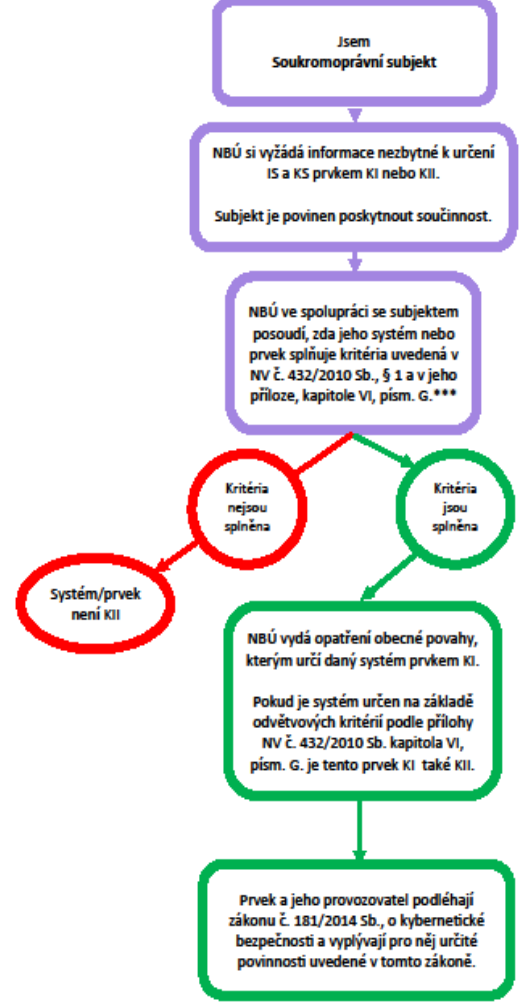 Jsem
Soukromoprávní subjekt
NBÚ si vyžádá informace nezbytné k určení
IS a KS prvkem KI nebo KII.
Subjekt je povinen poskytnout součinnost.
NBÚ ve spolupráci se subjektem
posoudí, zda jeho systém nebo
prvek splňuje kritéria uvedená v
NV č. 432/2010 Sb., § 1 a v jeho
příloze, kapitole VI, písm. G.***
Kritéria
nejsou
splněna
Kritéria
jsou
splněna
Systém/prvek
není KII
NBÚ vydá opatření obecné povahy,
kterým určí daný systém prvkem KI.
Pokud je systém určen na základě
odvětvových kritérií podle přílohy
NV č. 432/2010 Sb. kapitola VI,
písm. G. je tento prvek KI také KII.
Prvek a jeho provozovatel podléhají
zákonu č. 181/2014 Sb., o kybernetické
bezpečnosti a vyplývají pro něj určité
povinnosti uvedené v tomto zákoně.